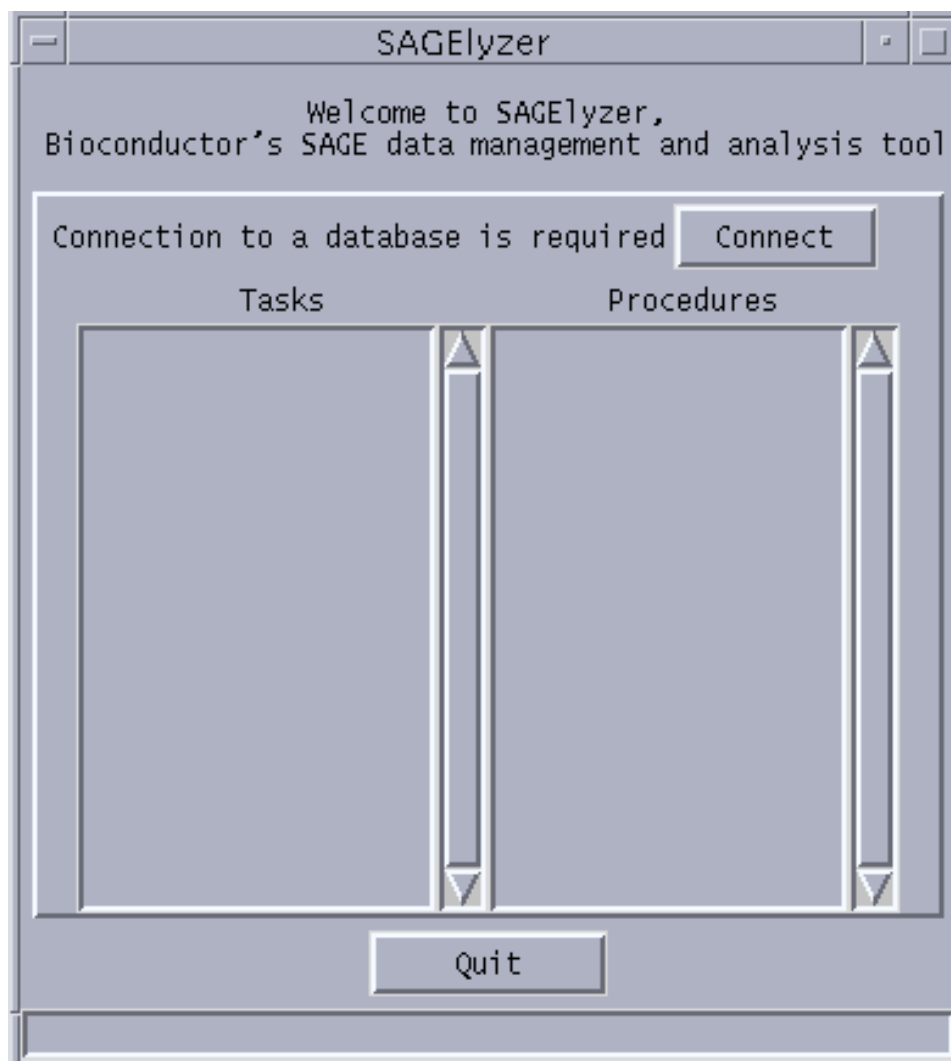 SAGElyzer
Welcome to SAGElyzer,
Bioconductor's SAGE data management and analysis tool
Connection to a database is required Connect
Tasks Procedures
Quit